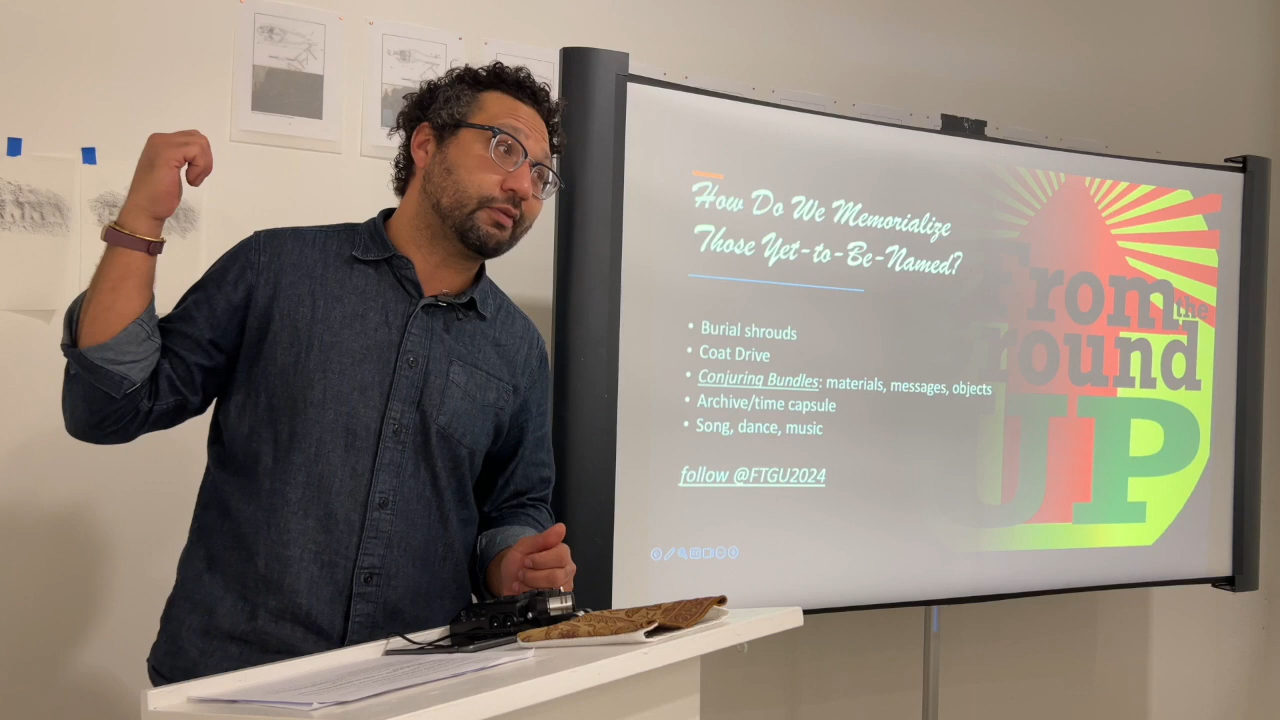 How Do We Memorialize
Those Yet-to-Be-Named?
• Burial shrouds
• Coat Drive
• Conjuring Bundles: materials, messages, objects
• Archive/time capsule
• Song, dance, music
follow @FTGU2024
From
the
round
UP